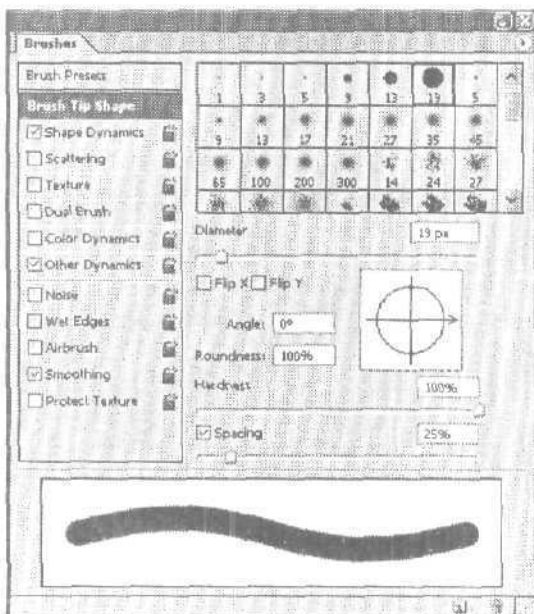 Brushes
Brush Presets
Brush Tip Shape
Shape Dynamics
Scattering
Texture
Dual Brush
Color Dynamics
Other Dynamics
Noise
Wet Edges
Airbrush
Smoothing
Protect Texture
1 3 5 9 13 19 5
9 13 17 21 27 35 45
65 100 200 300 14 24 27
Diameter 19 px
Flip X Flip Y
Angle: 0°
Roundness: 100%
Hardness 100%
Spacing 25%